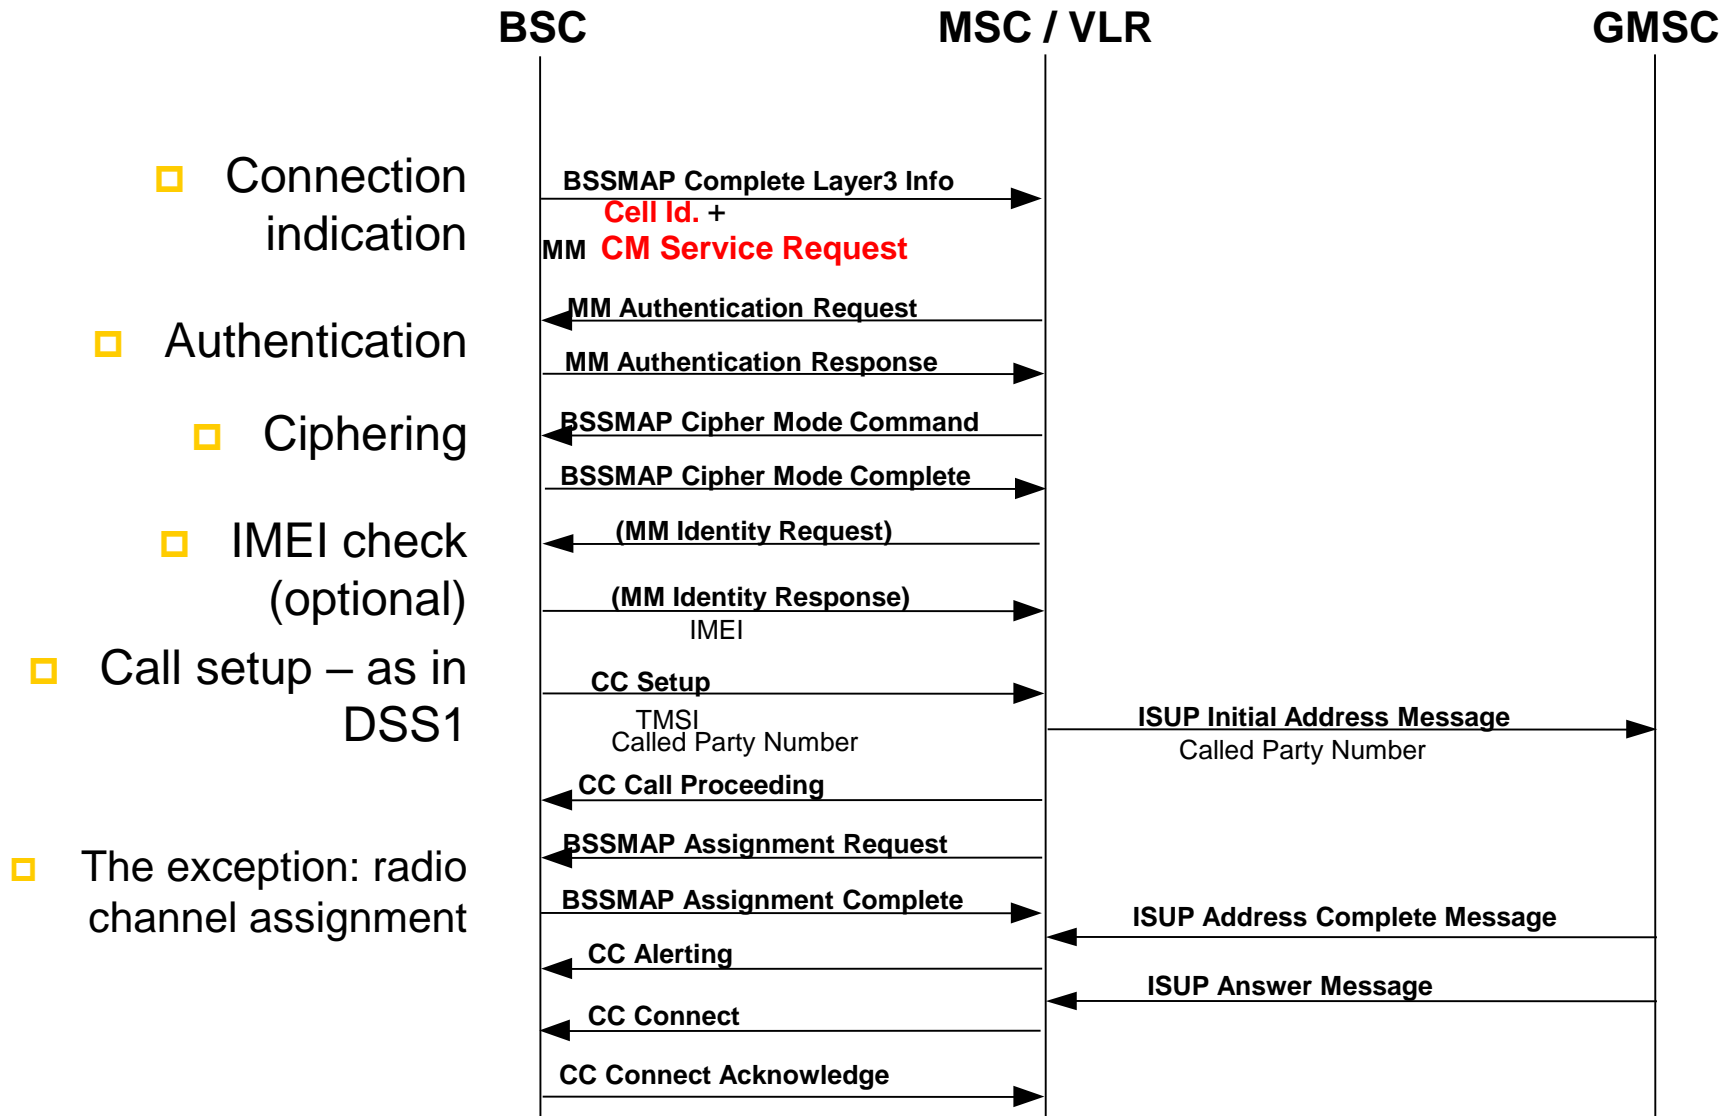 BSC MSC / VLR GMSC
Connection
indication
BSSMAP Complete Layer3 Info
Cell Id. +
MM CM Service Request
MM Authentication Request
Authentication
MM Authentication Response
Ciphering
BSSMAP Cipher Mode Command
BSSMAP Cipher Mode Complete
IMEI check
(optional)
(MM Identity Request)
(MM Identity Response)
IMEI
Call setup – as in
DSS1
CC Setup
TMSI
Called Party Number
ISUP Initial Address Message
Called Party Number
CC Call Proceeding
The exception: radio
channel assignment
BSSMAP Assignment Request
BSSMAP Assignment Complete
ISUP Address Complete Message
CC Alerting
ISUP Answer Message
CC Connect
CC Connect Acknowledge